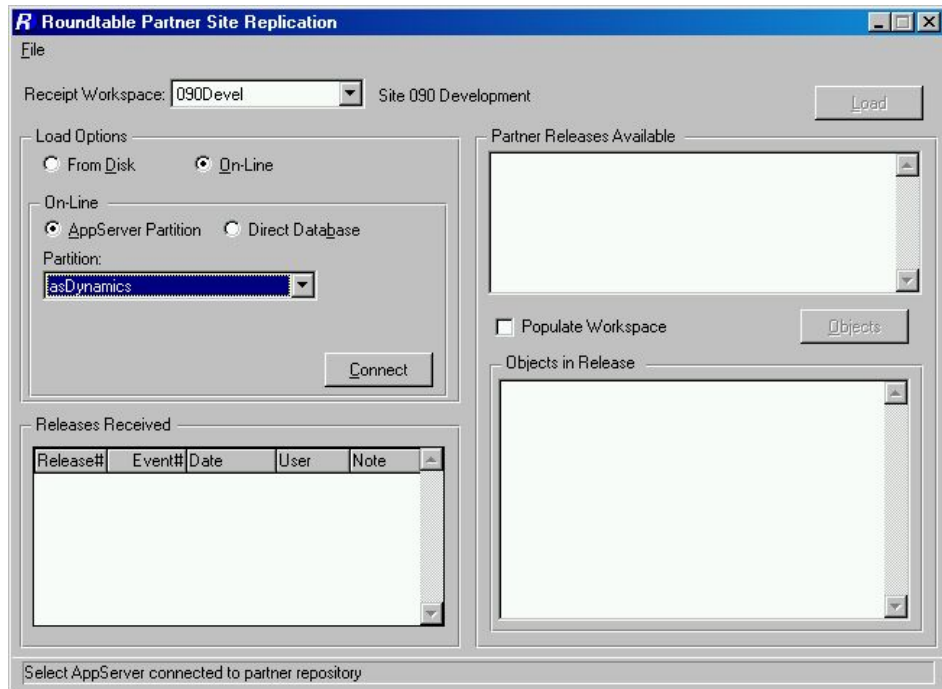 R Roundtable Partner Site Replication
File
Receipt Workspace: 090Devel Site 090 Development
Load
Load Options
From Disk On-Line
On-Line
AppServer Partition Direct Database
Partition:
asDynamics
Connect
Releases Received
Release# Event# Date User Note
Partner Releases Available
Populate Workspace Objects
Objects in Release
Select AppServer connected to partner repository